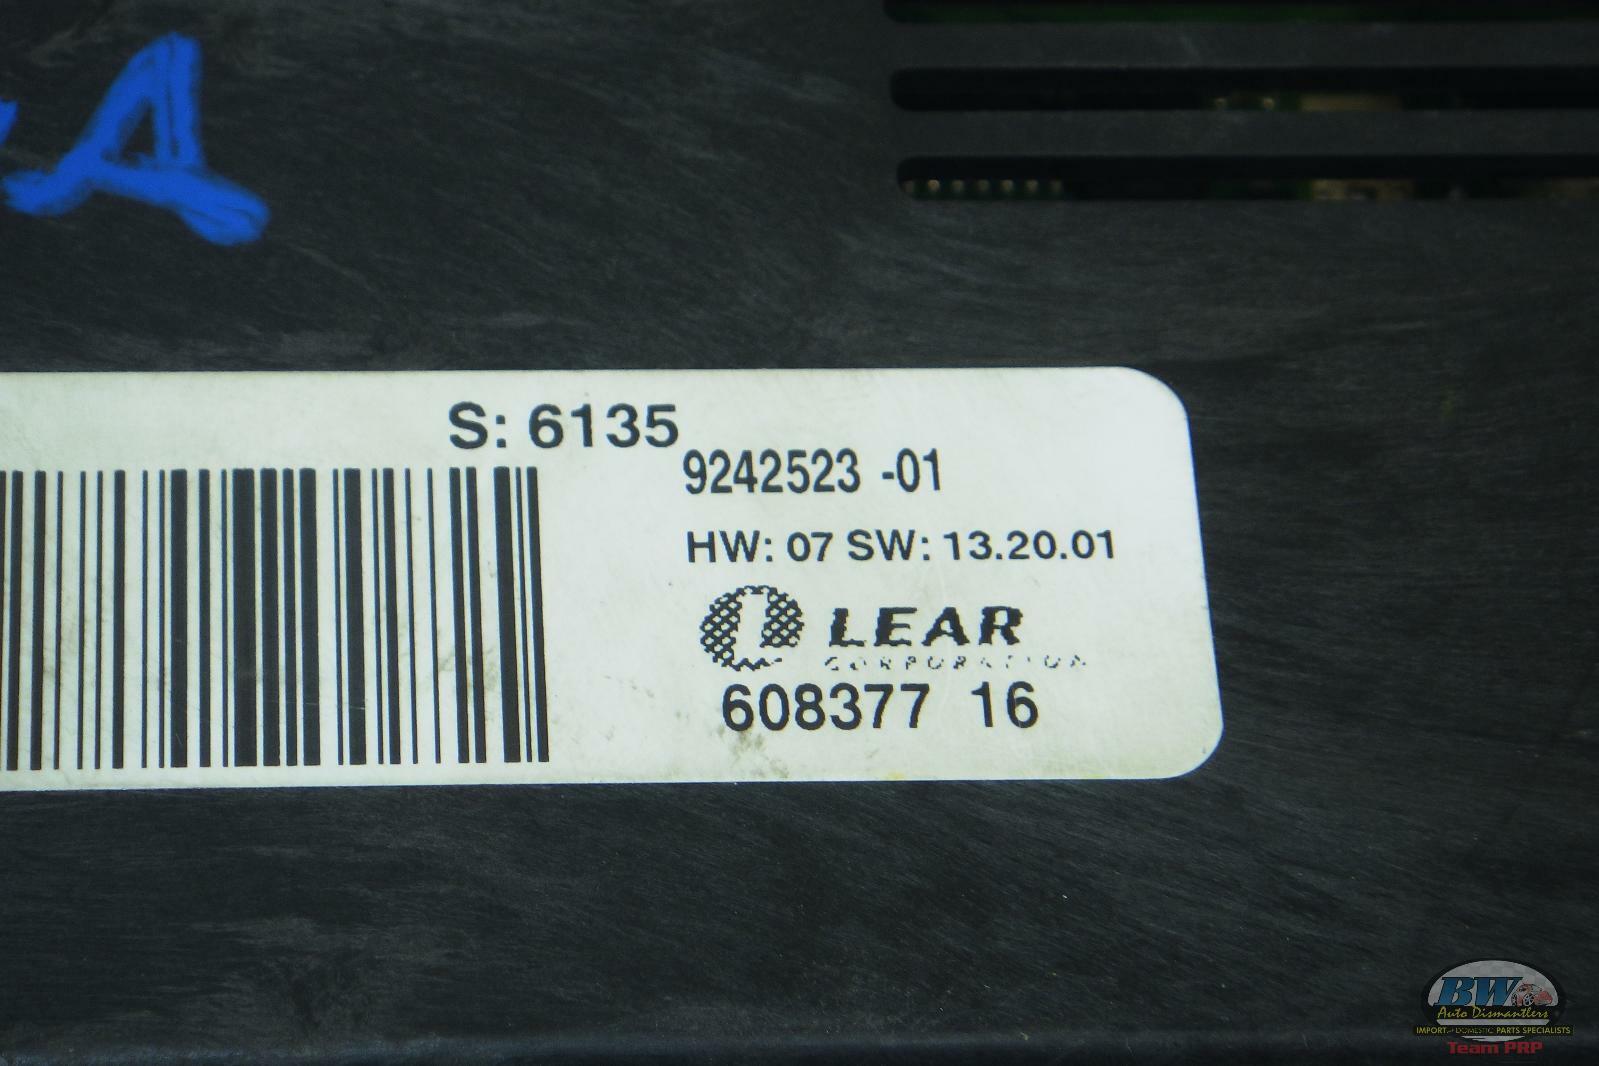 S: 6135
9242523 -01
HW: 07 SW: 13.20.01
LEAR
CORPORATION
608377 16
BW
Auto Dismantlers
IMPORT AND DOMESTIC PARTS SPECIALISTS
Team PRP